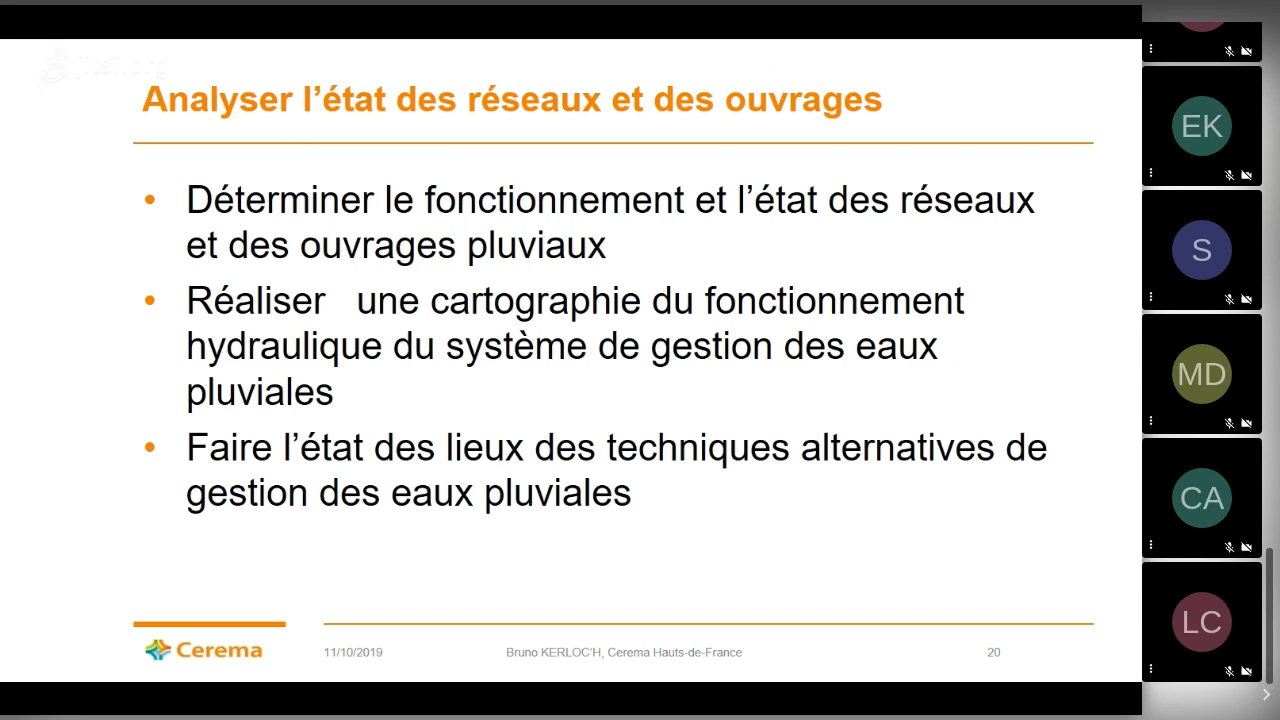 Analyser l’état des réseaux et des ouvrages
• Déterminer le fonctionnement et l’état des réseaux
et des ouvrages pluviaux
• Réaliser une cartographie du fonctionnement
hydraulique du système de gestion des eaux
pluviales
• Faire l’état des lieux des techniques alternatives de
gestion des eaux pluviales
Cerema
11/10/2019
Bruno KERLOC’H, Cerema Hauts-de-France
20
EK
S
MD
CA
LC